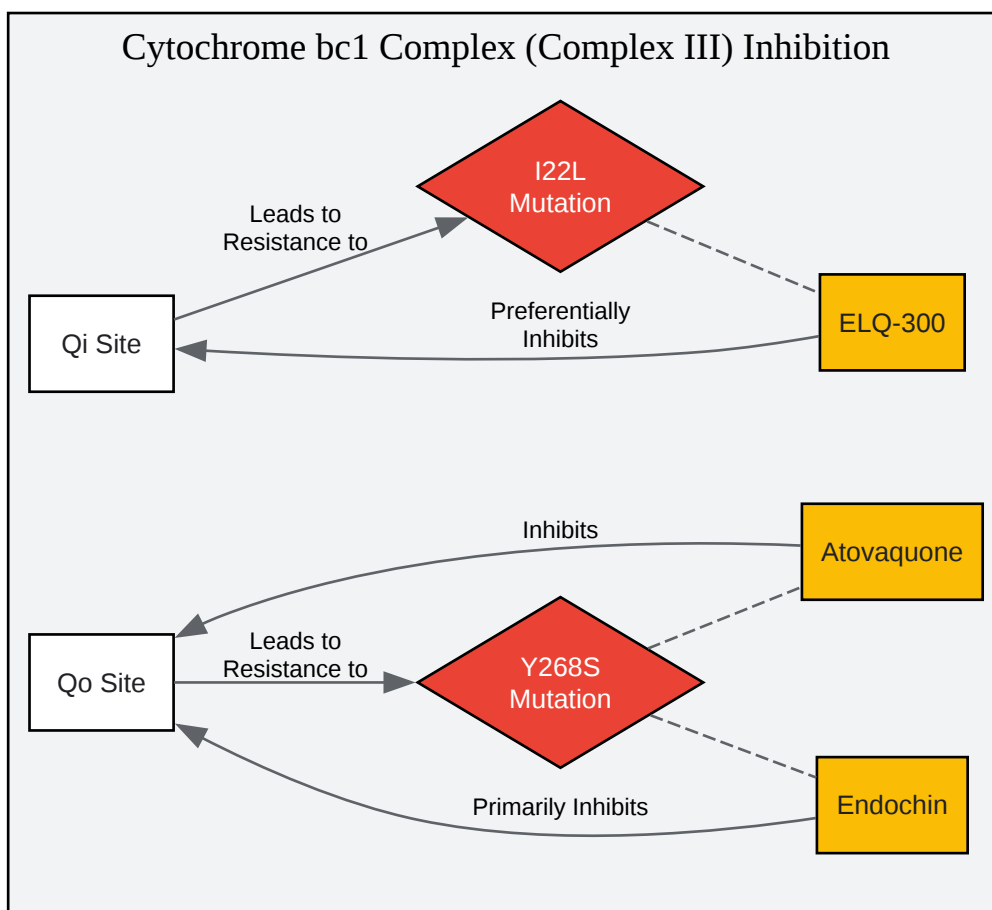 Cytochrome bc1 Complex (Complex III) Inhibition
I22L
Mutation
Leads to
Resistance to
Preferentially
Inhibits
ELQ-300
Qi Site
Inhibits
Atovaquone
Leads to
Resistance to
Y268S
Mutation
Qo Site
Primarily Inhibits
Endochin